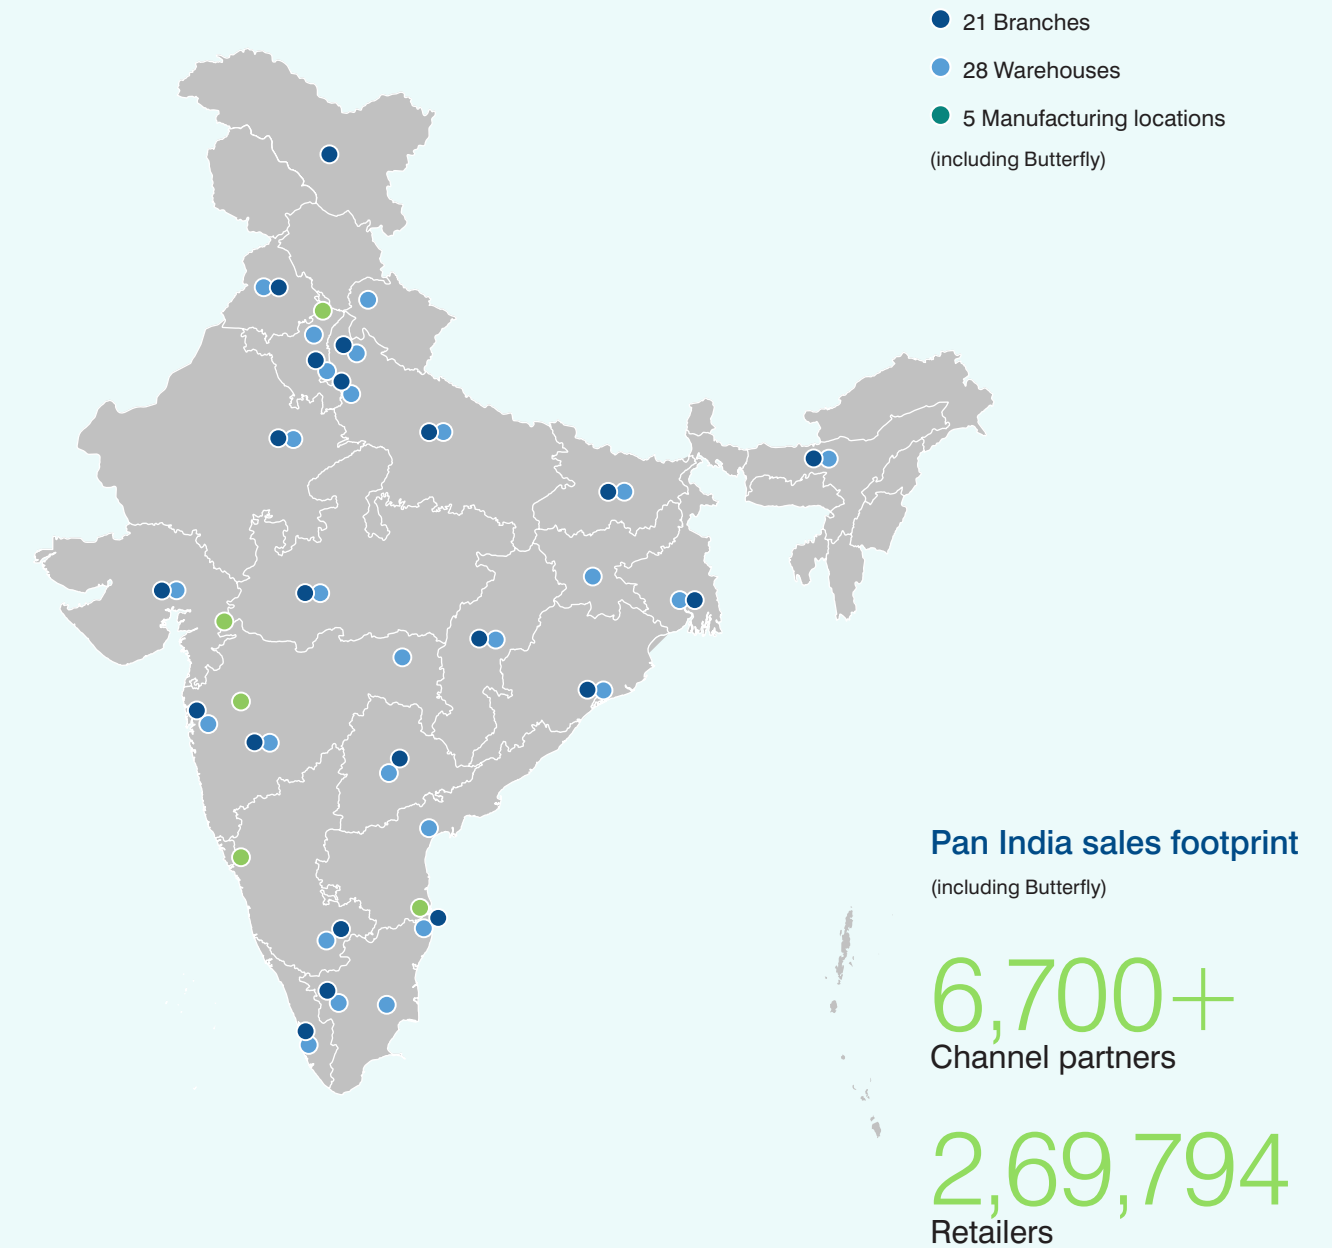 21 Branches
28 Warehouses
5 Manufacturing locations
(including Butterfly)
Pan India sales footprint
(including Butterfly)
6,700+
Channel partners
2,69,794
Retailers